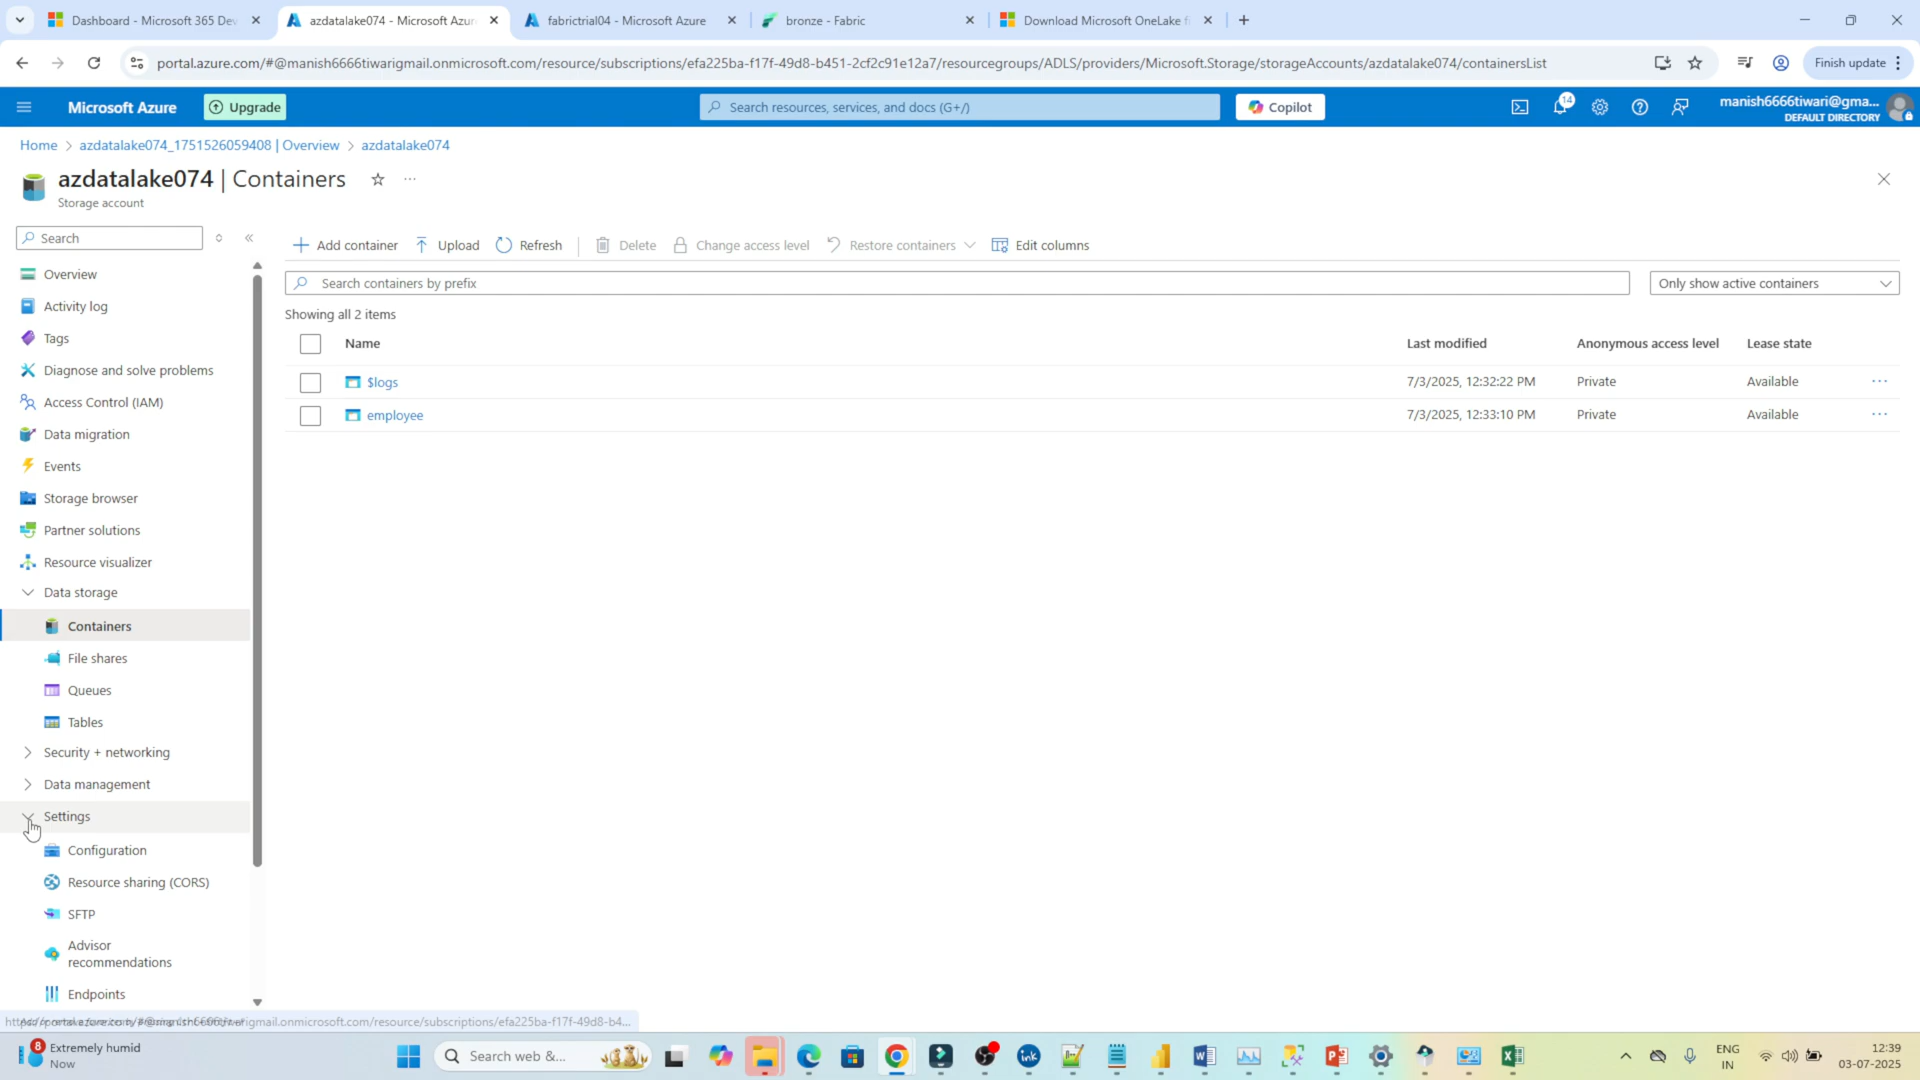 Dashboard - Microsoft 365 Dev
azdatalake074 - Microsoft Azure
fabrictrial04 - Microsoft Azure
bronze - Fabric
Download Microsoft OneLake fi
portal.azure.com/#@manish6666tiwarigmail.onmicrosoft.com/resource/subscriptions/efa225ba-f17f-49d8-b451-2cf2c91e12a7/resourcegroups/ADLS/providers/Microsoft.Storage/storageAccounts/azdatalake074/containersList
Finish update
Microsoft Azure
Upgrade
Search resources, services, and docs (G+/)
Copilot
14
manish6666tiwari@gma...
DEFAULT DIRECTORY
Home > azdatalake074_1751526059408 | Overview > azdatalake074
azdatalake074 | Containers
Storage account
Search
Add container
Upload
Refresh
Delete
Change access level
Restore containers
Edit columns
Search containers by prefix
Only show active containers
Showing all 2 items
Name Last modified Anonymous access level Lease state
$logs 7/3/2025, 12:32:22 PM Private Available
employee 7/3/2025, 12:33:10 PM Private Available
Overview
Activity log
Tags
Diagnose and solve problems
Access Control (IAM)
Data migration
Events
Storage browser
Partner solutions
Resource visualizer
Data storage
Containers
File shares
Queues
Tables
Security + networking
Data management
Settings
Configuration
Resource sharing (CORS)
SFTP
Advisor
recommendations
Endpoints
8
Extremely humid
Now
Search web &...
ink
ENG
IN
12:39
03-07-2025